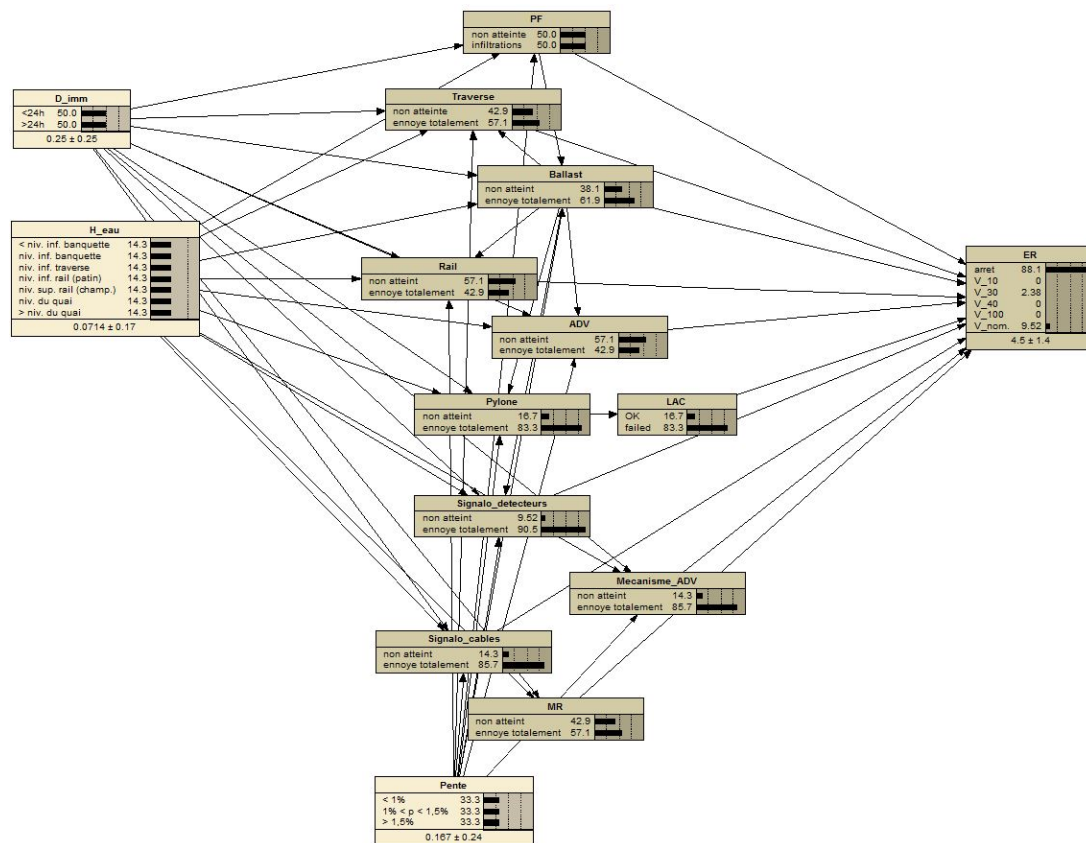 PF
non atteinte 50.0
infiltrations 50.0
D_imm
<24h 50.0
>24h 50.0
0.25 ± 0.25
Traverse
non atteinte 42.9
ennoye totalement 57.1
Ballast
non atteint 38.1
ennoye totalement 61.9
H_eau
< niv. inf. banquette 14.3
niv. inf. banquette 14.3
niv. inf. traverse 14.3
niv. inf. rail (patin) 14.3
niv. sup. rail (champ.) 14.3
niv. du quai 14.3
> niv. du quai 14.3
0.0714 ± 0.17
Rail
non atteint 57.1
ennoye totalement 42.9
ER
arret 88.1
V_10 0
V_30 2.38
V_40 0
V_100 0
V_nom. 9.52
4.5 ± 1.4
ADV
non atteint 57.1
ennoye totalement 42.9
Pylone
non atteint 16.7
ennoye totalement 83.3
LAC
OK 16.7
failed 83.3
Signalo_detecteurs
non atteint 9.52
ennoye totalement 90.5
Mecanisme_ADV
non atteint 14.3
ennoye totalement 85.7
Signalo_cables
non atteint 14.3
ennoye totalement 85.7
MR
non atteint 42.9
ennoye totalement 57.1
Pente
< 1% 33.3
1% < p < 1,5% 33.3
> 1,5% 33.3
0.167 ± 0.24